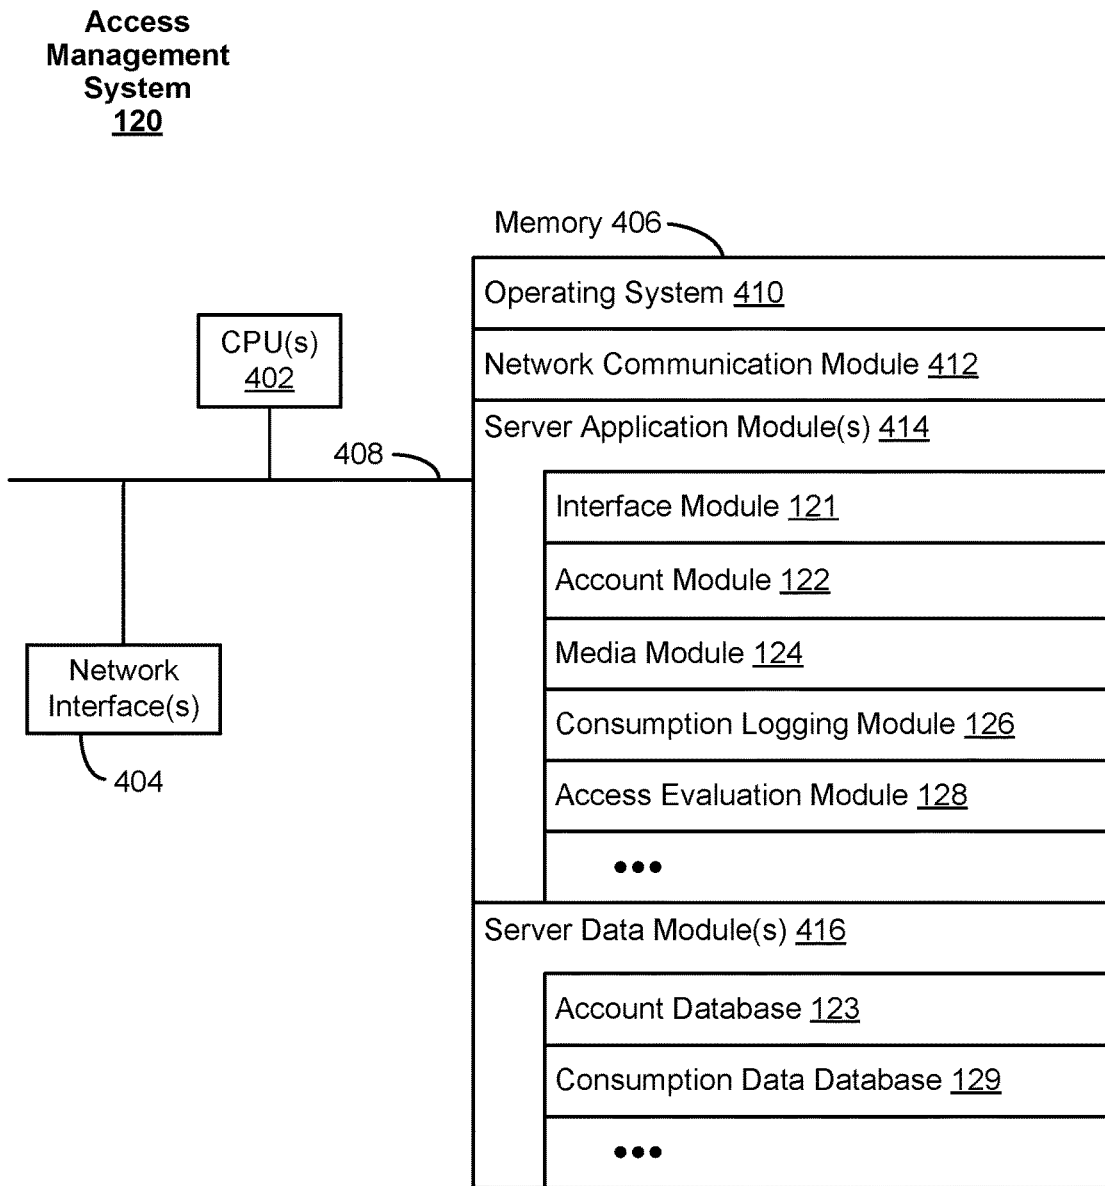 Access
Management
System
120
Memory 406
Operating System 410
CPU(s)
402
Network Communication Module 412
Server Application Module(s) 414
408
Interface Module 121
Account Module 122
Media Module 124
Network
Interface(s)
404
Consumption Logging Module 126
Access Evaluation Module 128
•••
Server Data Module(s) 416
Account Database 123
Consumption Data Database 129
•••